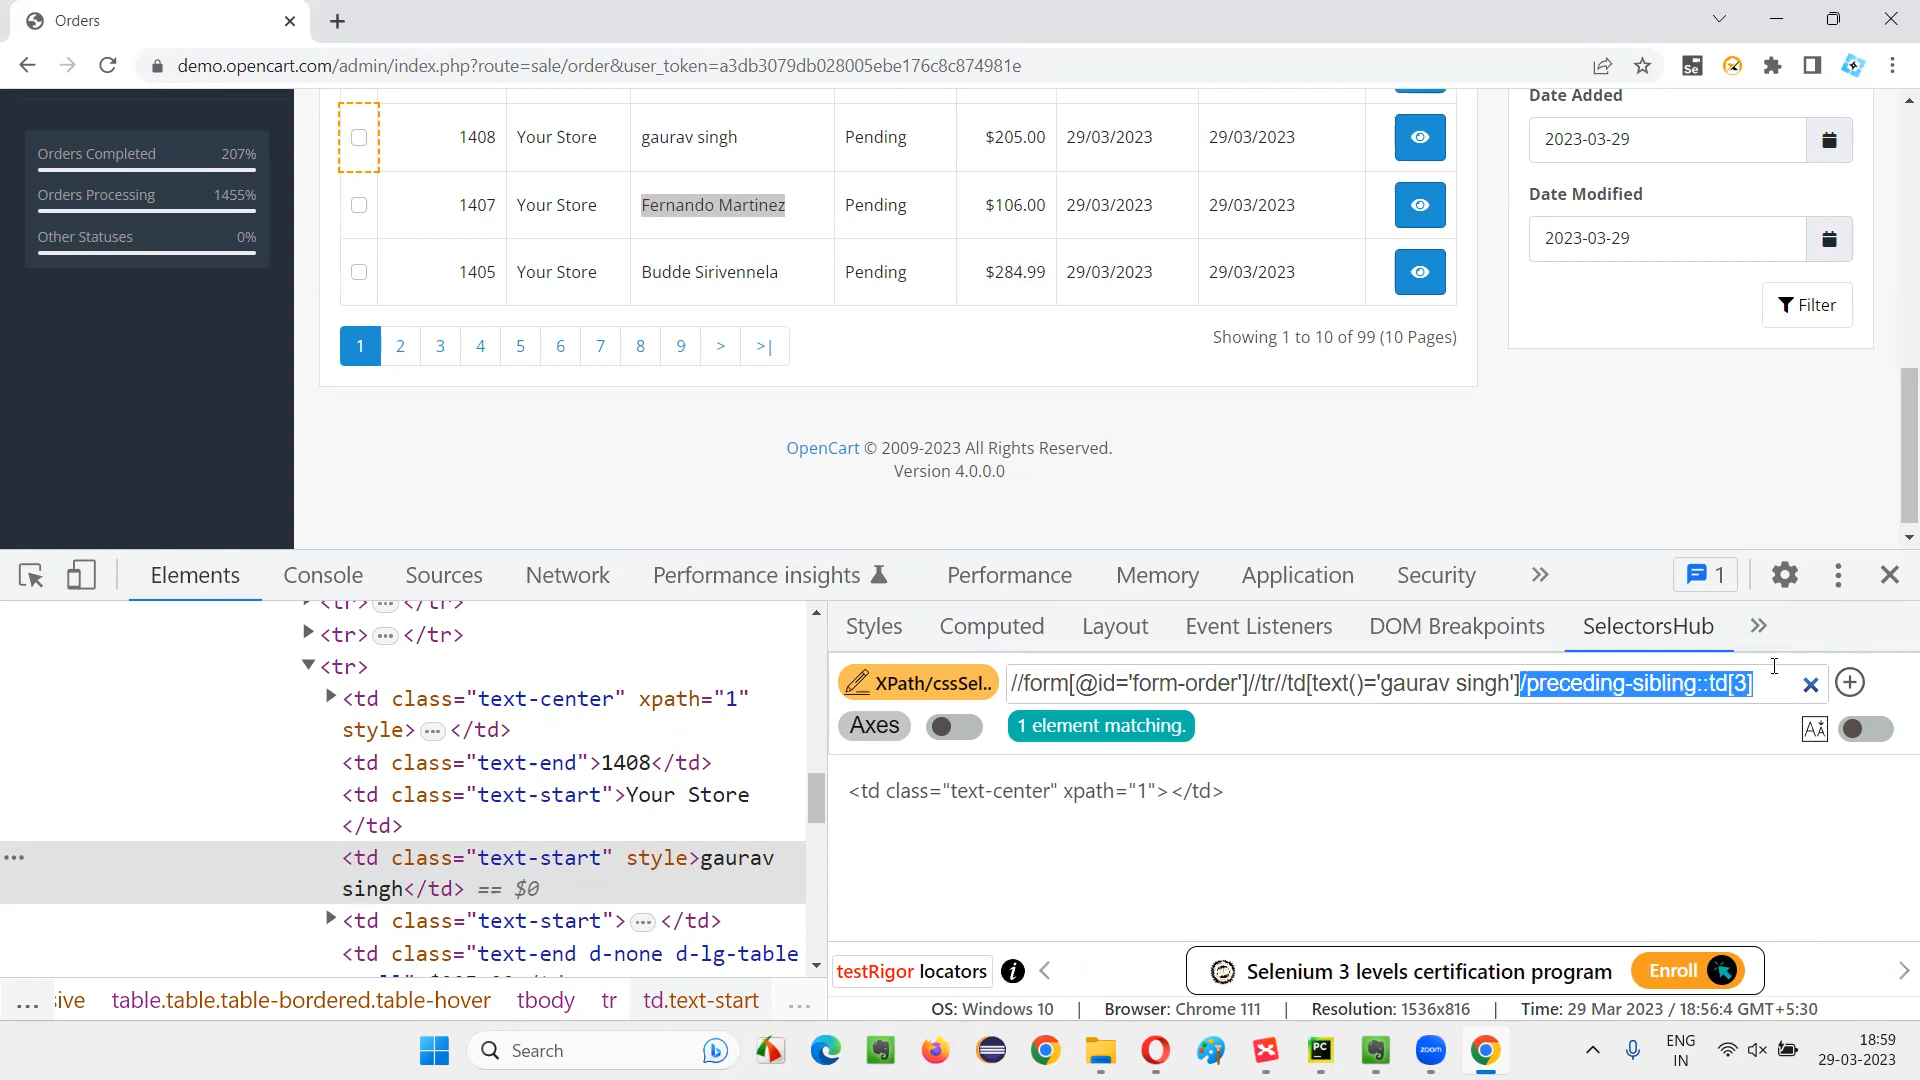 Orders
demo.opencart.com/admin/index.php?route=sale/order&user_token=a3db3079db028005ebe176c8c874981e
Orders Completed 207%
Orders Processing 1455%
Other Statuses 0%
1408 Your Store gaurav singh Pending $205.00 29/03/2023 29/03/2023
1407 Your Store Fernando Martinez Pending $106.00 29/03/2023 29/03/2023
1405 Your Store Budde Sirivennela Pending $284.99 29/03/2023 29/03/2023
1 2 3 4 5 6 7 8 9 > >|
Showing 1 to 10 of 99 (10 Pages)
Date Added
2023-03-29
Date Modified
2023-03-29
Filter
OpenCart © 2009-2023 All Rights Reserved.
Version 4.0.0.0
Elements Console Sources Network Performance insights Performance Memory Application Security » 1
<tr> … </tr>
<tr> … </tr>
<tr>
<td class="text-center" xpath="1"
style> … </td>
<td class="text-end">1408</td>
<td class="text-start">Your Store
</td>
<td class="text-start" style>gaurav
singh</td> == $0
<td class="text-start"> … </td>
<td class="text-end d-none d-lg-table
... sive table.table.table-bordered.table-hover tbody tr td.text-start ...
Styles Computed Layout Event Listeners DOM Breakpoints SelectorsHub »
XPath/cssSel.. //form[@id='form-order']//tr//td[text()='gaurav singh']/preceding-sibling::td[3]
Axes 1 element matching.
<td class="text-center" xpath="1"></td>
testRigor locators
Selenium 3 levels certification program Enroll
OS: Windows 10 | Browser: Chrome 111 | Resolution: 1536x816 | Time: 29 Mar 2023 / 18:56:4 GMT+5:30
Search
ENG
IN
18:59
29-03-2023